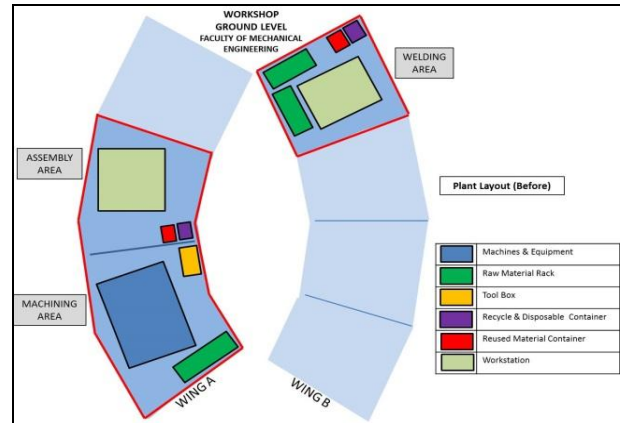 WORKSHOP
GROUND LEVEL
FACULTY OF MECHANICAL
ENGINEERING
WELDING
AREA
ASSEMBLY
AREA
Plant Layout (Before)
Machines & Equipment
Raw Material Rack
Tool Box
Recycle & Disposable Container
Reused Material Container
Workstation
MACHINING
AREA
WING A
WING B